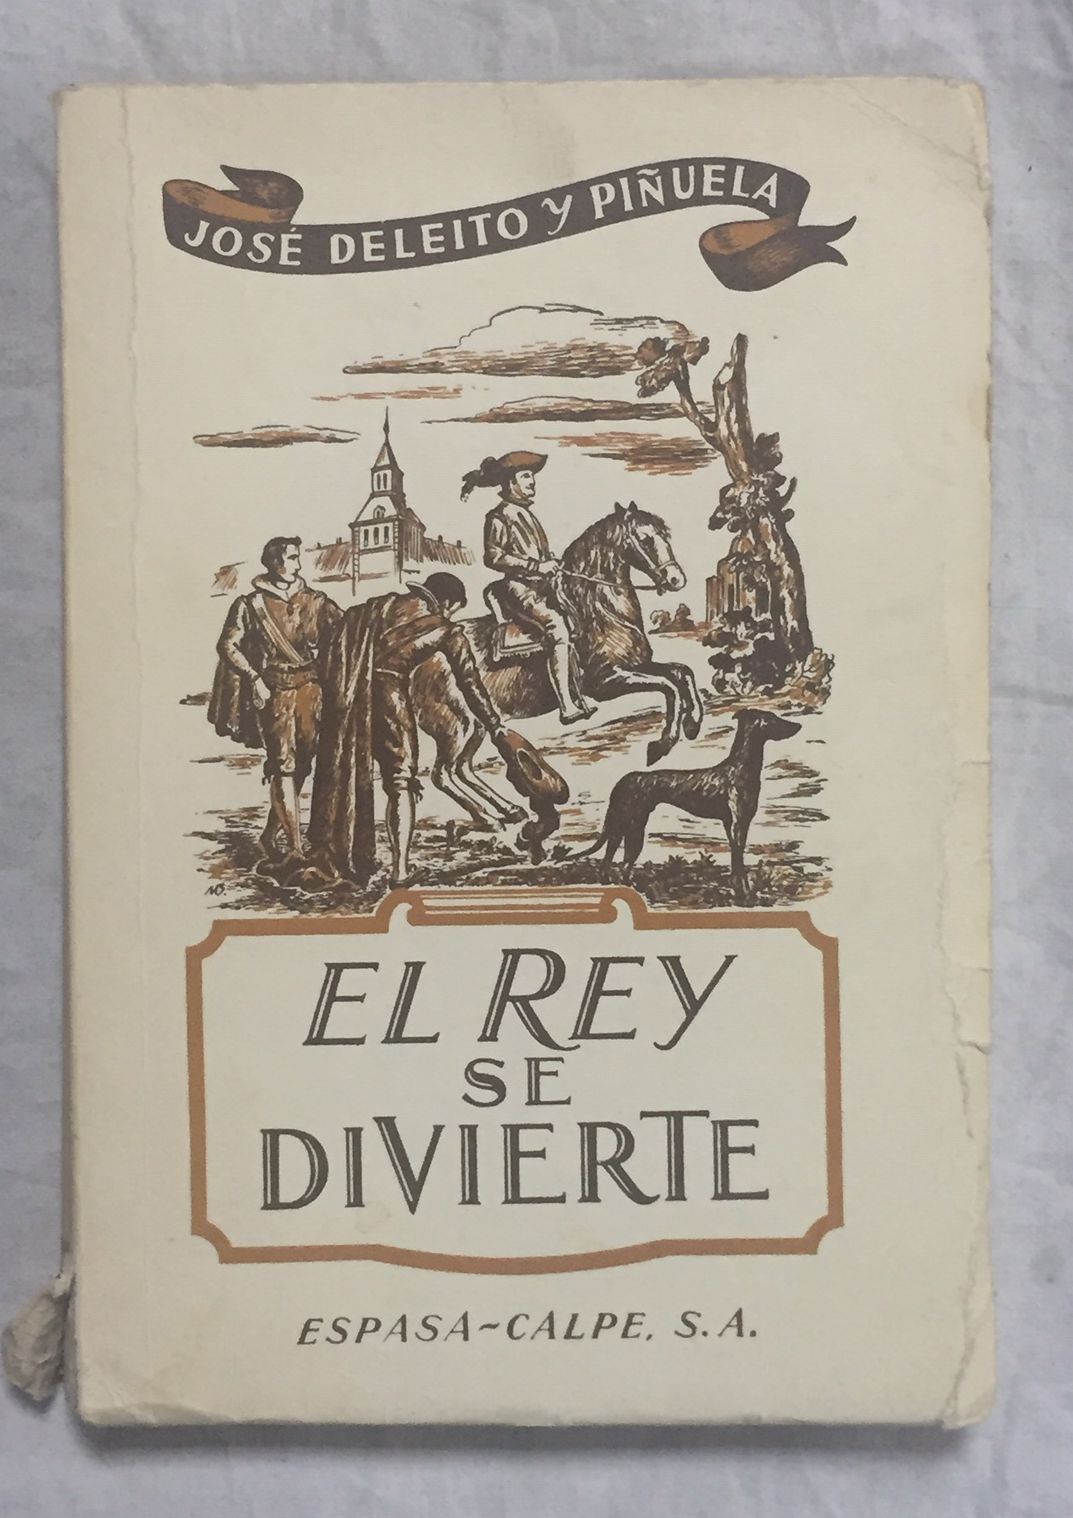 JOSÉ DELEITO Y PIÑUELA
EL REY
SE
DIVIERTE
ESPASA~CALPE, S.A.